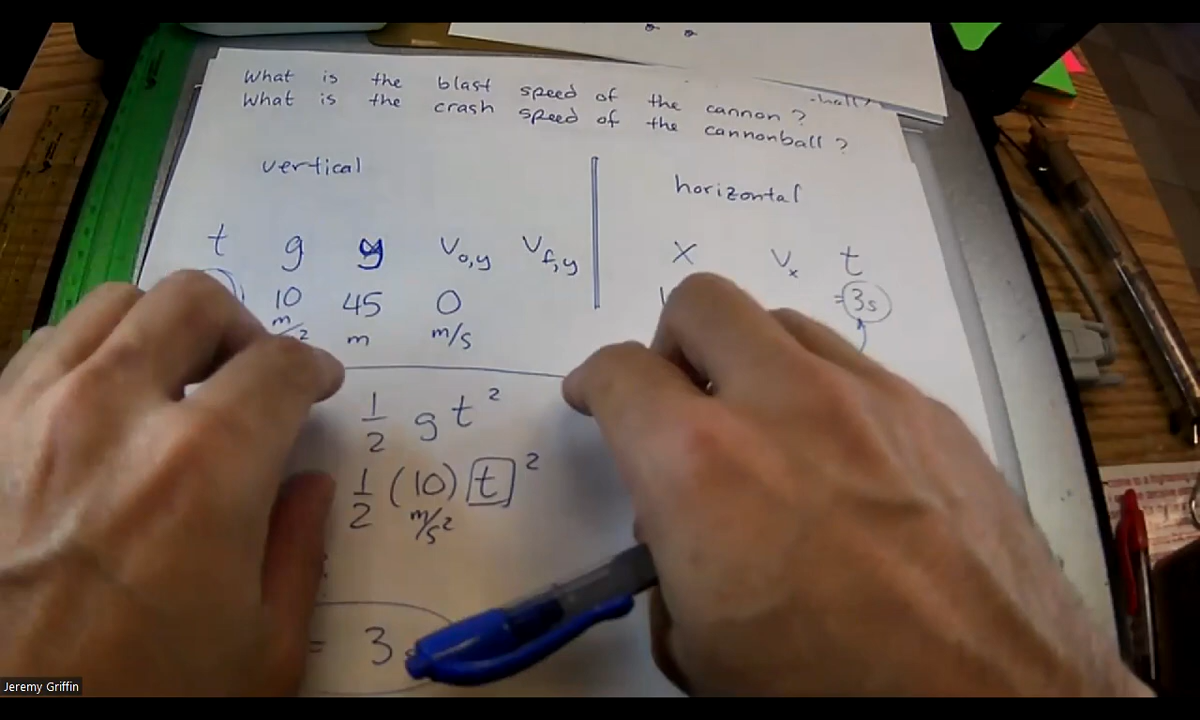 What is the blast speed of the cannon?
What is the crash speed of the cannonball?
vertical
horizontal
t g y V₀,y Vf,y
x Vx t
10 m/s² 45 m 0 m/s
= 3s
1/2 g t²
1/2 (10) t ²
m/s²
= 3
Jeremy Griffin